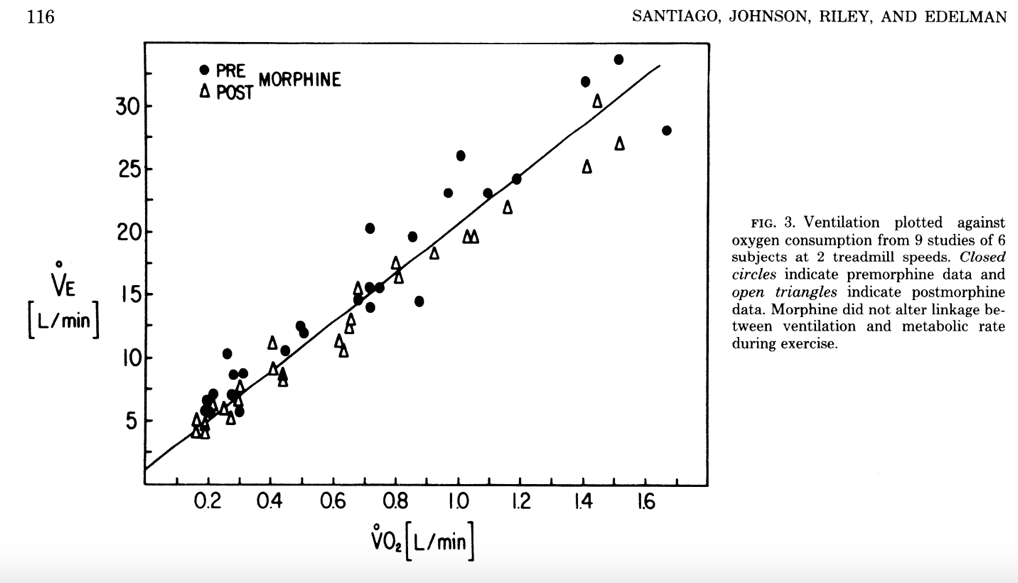 116
SANTIAGO, JOHNSON, RILEY, AND EDELMAN
● PRE MORPHINE
△ POST
30
25
20
15
10
5
V̊E
[L/min]
0.2 0.4 0.6 0.8 1.0 1.2 1.4 1.6
V̊O₂[L/min]
FIG. 3. Ventilation plotted against
oxygen consumption from 9 studies of 6
subjects at 2 treadmill speeds. Closed
circles indicate premorphine data and
open triangles indicate postmorphine
data. Morphine did not alter linkage be-
tween ventilation and metabolic rate
during exercise.